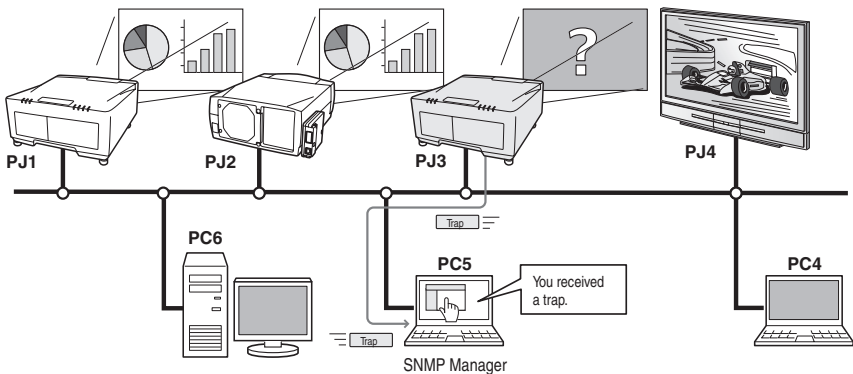 ?
PJ1
PJ2
PJ3
PJ4
Trap
PC6
PC5
You received
a trap.
PC4
Trap
SNMP Manager